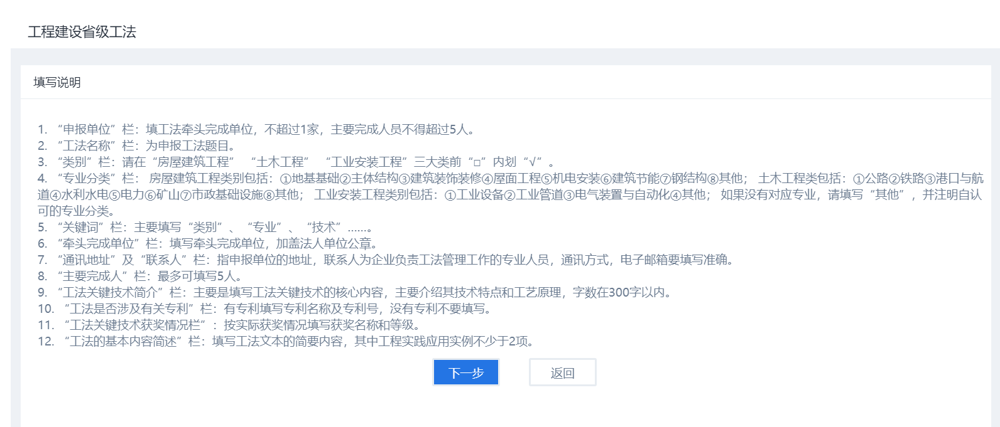 工程建设省级工法
填写说明
1. “申报单位”栏：填工法牵头完成单位，不超过1家，主要完成人员不得超过5人。
2. “工法名称”栏：为申报工法题目。
3. “类别”栏：请在“房屋建筑工程” “土木工程” “工业安装工程”三大类前“□”内划“√”。
4. “专业分类”栏： 房屋建筑工程类别包括：①地基基础②主体结构③建筑装饰装修④屋面工程⑤机电安装⑥建筑节能⑦钢结构⑧其他； 土木工程类包括：①公路②铁路③港口与航
道④水利水电⑤电力⑥矿山⑦市政基础设施⑧其他； 工业安装工程类别包括：①工业设备②工业管道③电气装置与自动化④其他； 如果没有对应专业，请填写“其他”，并注明自认
可的专业分类。
5. “关键词”栏：主要填写“类别”、“专业”、“技术”……。
6. “牵头完成单位”栏：填写牵头完成单位，加盖法人单位公章。
7. “通讯地址”及“联系人”栏：指申报单位的地址，联系人为企业负责工法管理工作的专业人员，通讯方式，电子邮箱要填写准确。
8. “主要完成人”栏：最多可填写5人。
9. “工法关键技术简介”栏：主要是填写工法关键技术的核心内容，主要介绍其技术特点和工艺原理，字数在300字以内。
10. “工法是否涉及有关专利”栏：有专利填写专利名称及专利号，没有专利不要填写。
11. “工法关键技术获奖情况栏”：按实际获奖情况填写获奖名称和等级。
12. “工法的基本内容简述”栏：填写工法文本的简要内容，其中工程实践应用实例不少于2项。
下一步 返回